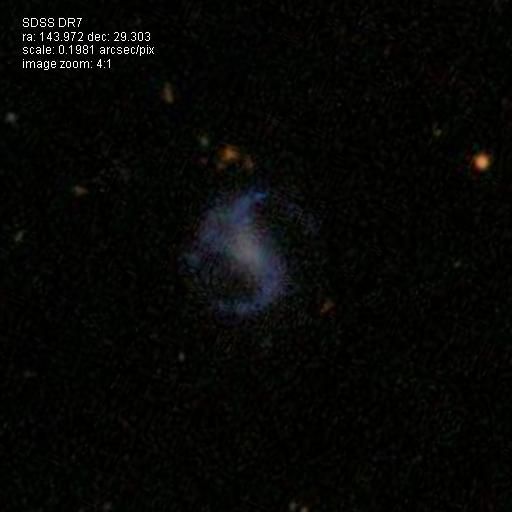 SDSS DR7
ra: 143.972 dec: 29.303
scale: 0.1981 arcsec/pix
image zoom: 4:1